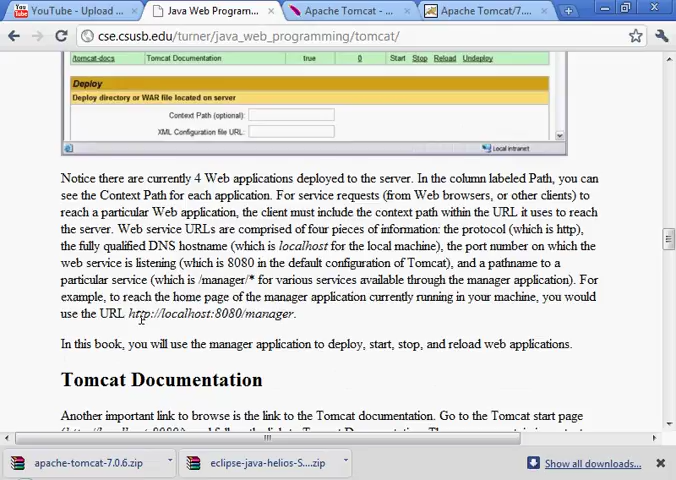 YouTube - Upload ...
Java Web Program...
Apache Tomcat - ...
Apache Tomcat/7....
cse.csusb.edu/turner/java_web_programming/tomcat/
/tomcat-docs Tomcat Documentation true 0 Start Stop Reload Undeploy
Deploy
Deploy directory or WAR file located on server
Context Path (optional):
XML Configuration file URL:
Local intranet
Notice there are currently 4 Web applications deployed to the server. In the column labeled Path, you can
see the Context Path for each application. For service requests (from Web browsers, or other clients) to
reach a particular Web application, the client must include the context path within the URL it uses to reach
the server. Web service URLs are comprised of four pieces of information: the protocol (which is http),
the fully qualified DNS hostname (which is localhost for the local machine), the port number on which the
web service is listening (which is 8080 in the default configuration of Tomcat), and a pathname to a
particular service (which is /manager/* for various services available through the manager application). For
example, to reach the home page of the manager application currently running in your machine, you would
use the URL http://localhost:8080/manager.
In this book, you will use the manager application to deploy, start, stop, and reload web applications.
Tomcat Documentation
Another important link to browse is the link to the Tomcat documentation. Go to the Tomcat start page
apache-tomcat-7.0.6.zip
eclipse-java-helios-S....zip
Show all downloads...